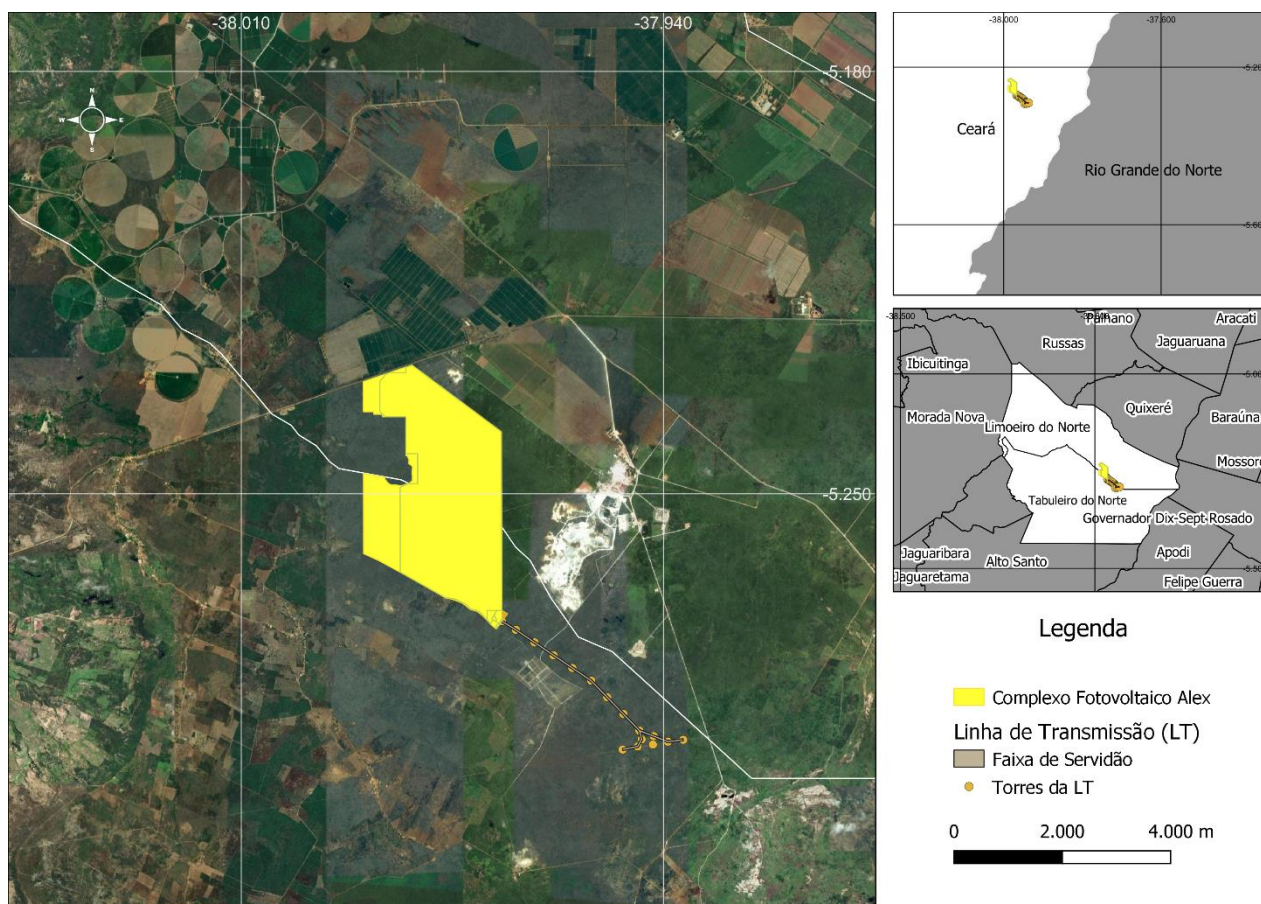 -38.010
-37.940
-5.180
-5.250
N
W
E
S
-38.000
-37.600
Ceará
Rio Grande do Norte
-38.500
Palhano
Aracati
Jaguaruana
Russas
Ibicuitinga
Quixeré
Morada Nova
Limoeiro do Norte
Baraúna
Mossoró
Tabuleiro do Norte
Governador Dix-Sept-Rosado
Jaguaribara
Alto Santo
Apodi
Jaguaretama
Felipe Guerra
Legenda
Complexo Fotovoltaico Alex
Linha de Transmissão (LT)
Faixa de Servidão
Torres da LT
0 2.000 4.000 m